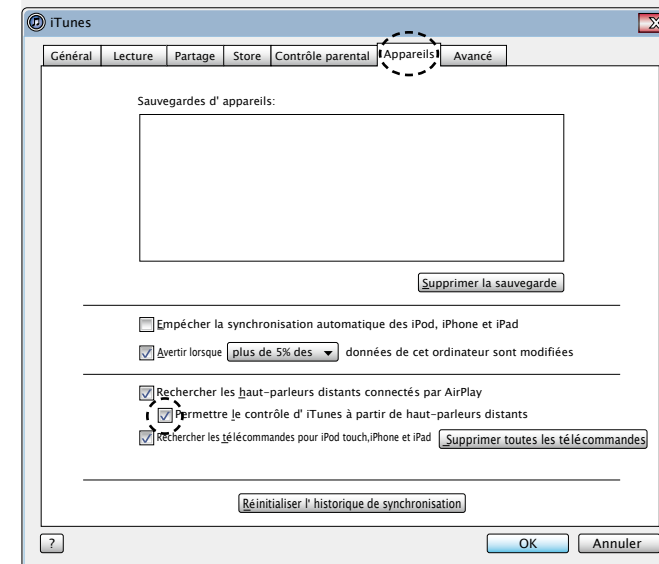 iTunes
Général Lecture Partage Store Contrôle parental Appareils Avancé
Sauvegardes d' appareils:
Supprimer la sauvegarde
Empécher la synchronisation automatique des iPod, iPhone et iPad
Avertir lorsque plus de 5% des données de cet ordinateur sont modifiées
Rechercher les haut-parleurs distants connectés par AirPlay
Permettre le contrôle d' iTunes à partir de haut-parleurs distants
Rechercher les télécommandes pour iPod touch,iPhone et iPad Supprimer toutes les télécommandes
Réinitialiser l' historique de synchronisation
? OK Annuler